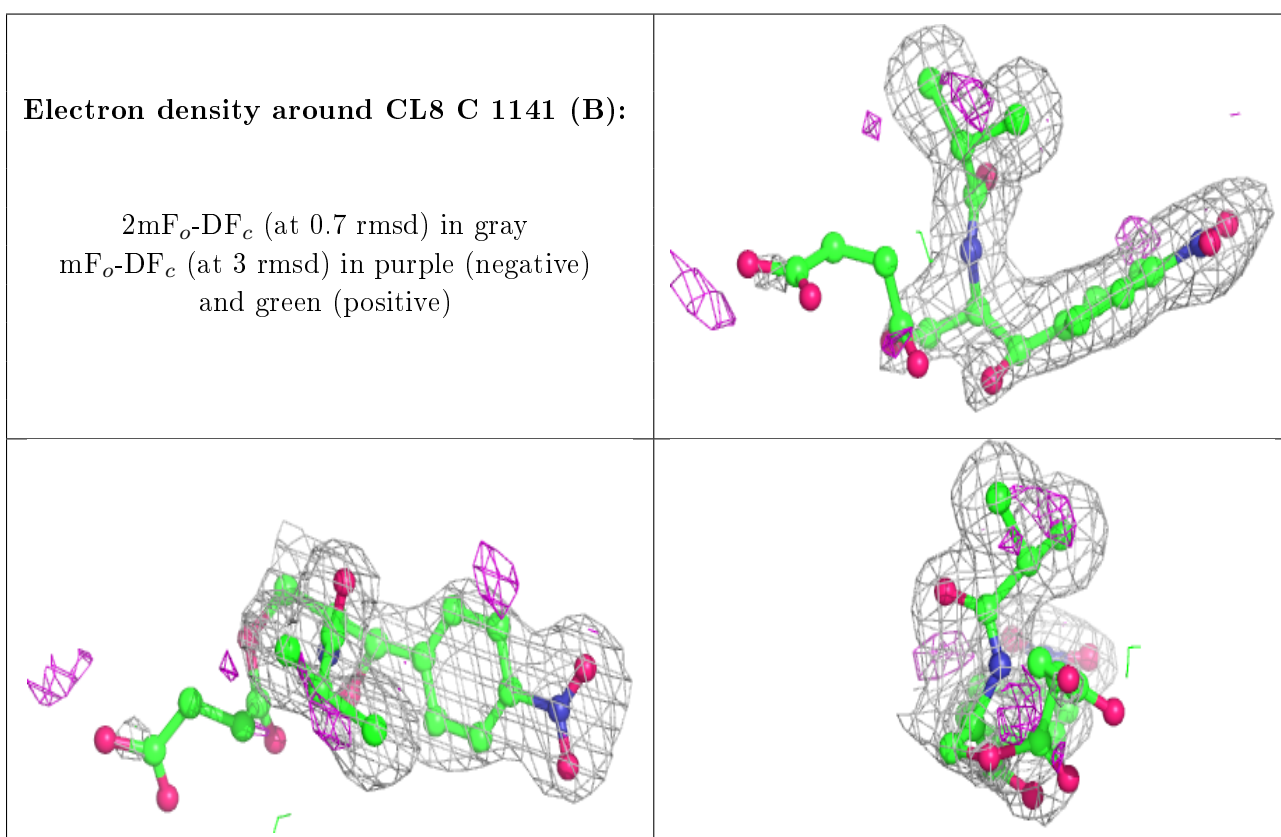 Electron density around CL8 C 1141 (B):
2mFo-DFc (at 0.7 rmsd) in gray
mFo-DFc (at 3 rmsd) in purple (negative)
and green (positive)